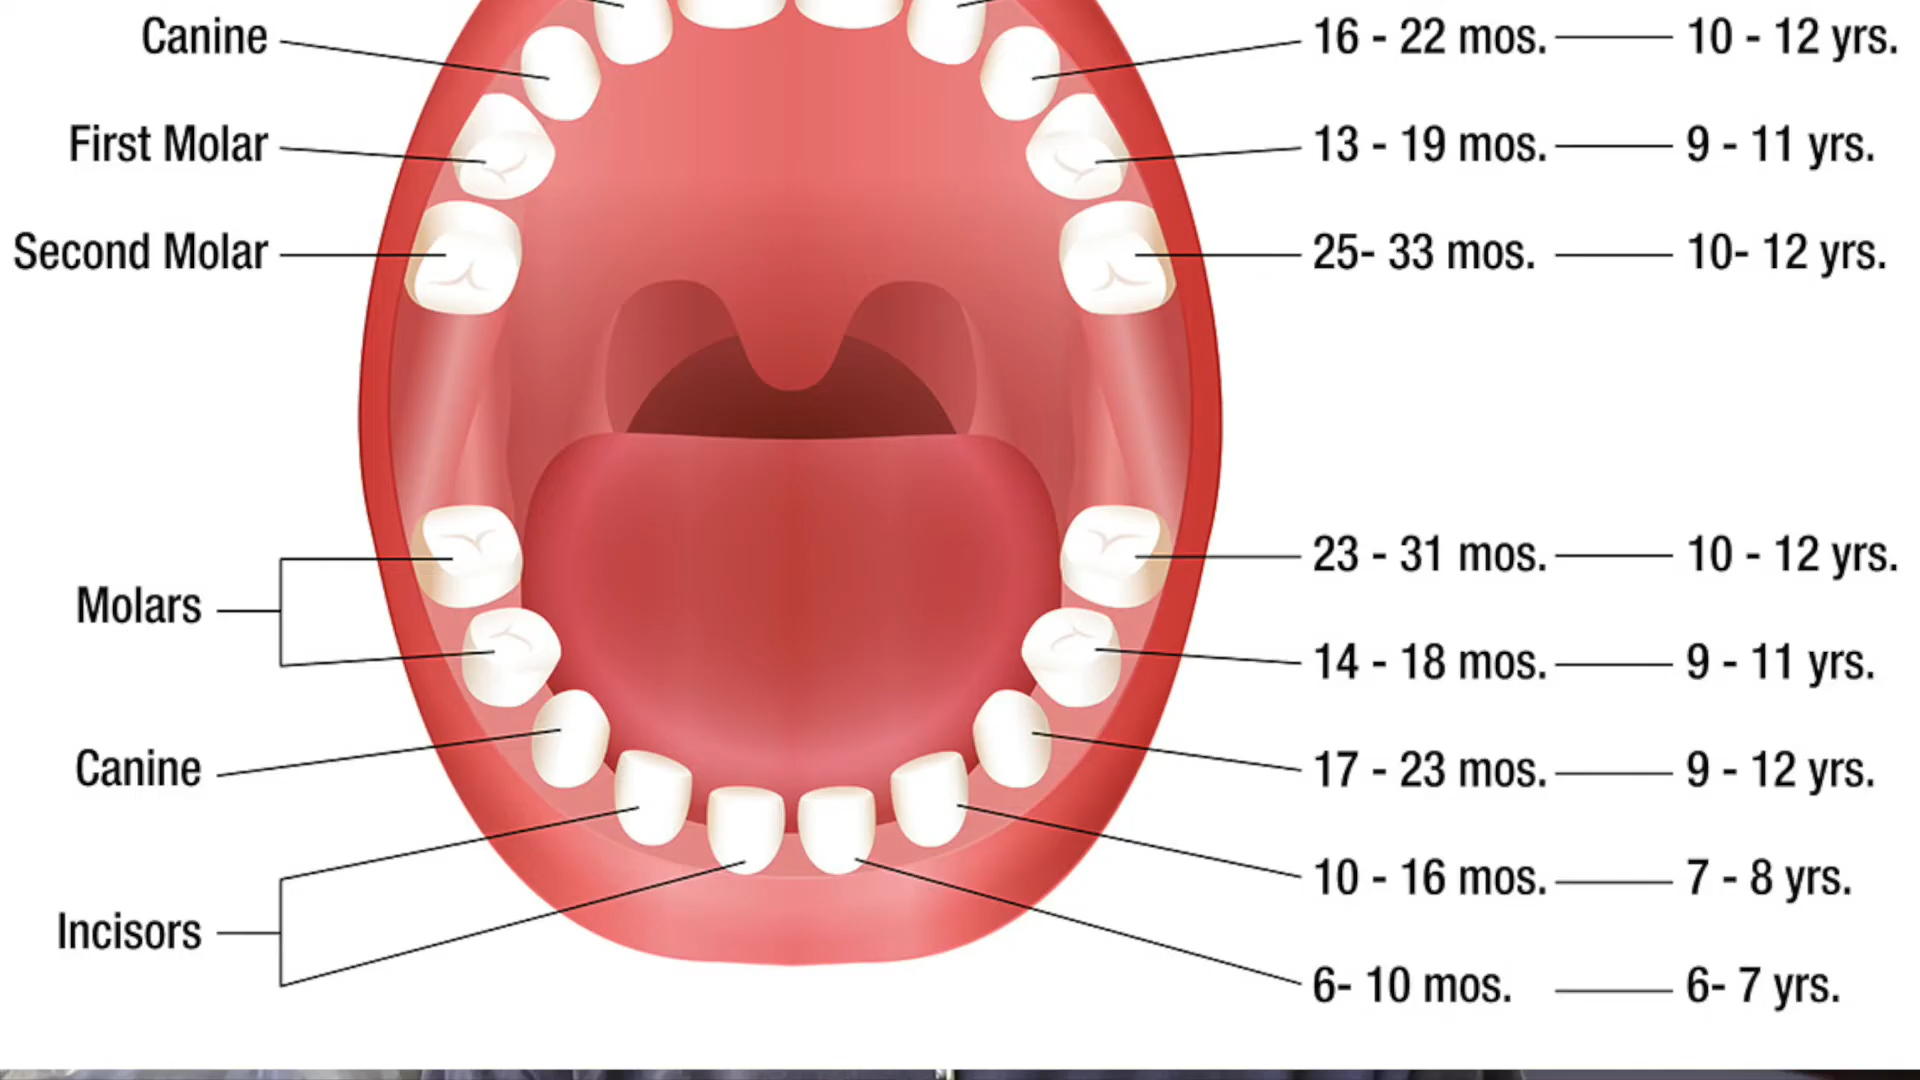 Canine 16 - 22 mos. 10 - 12 yrs.
First Molar 13 - 19 mos. 9 - 11 yrs.
Second Molar 25- 33 mos. 10- 12 yrs.
23 - 31 mos. 10 - 12 yrs.
Molars
14 - 18 mos. 9 - 11 yrs.
Canine 17 - 23 mos. 9 - 12 yrs.
10 - 16 mos. 7 - 8 yrs.
Incisors
6- 10 mos. 6- 7 yrs.